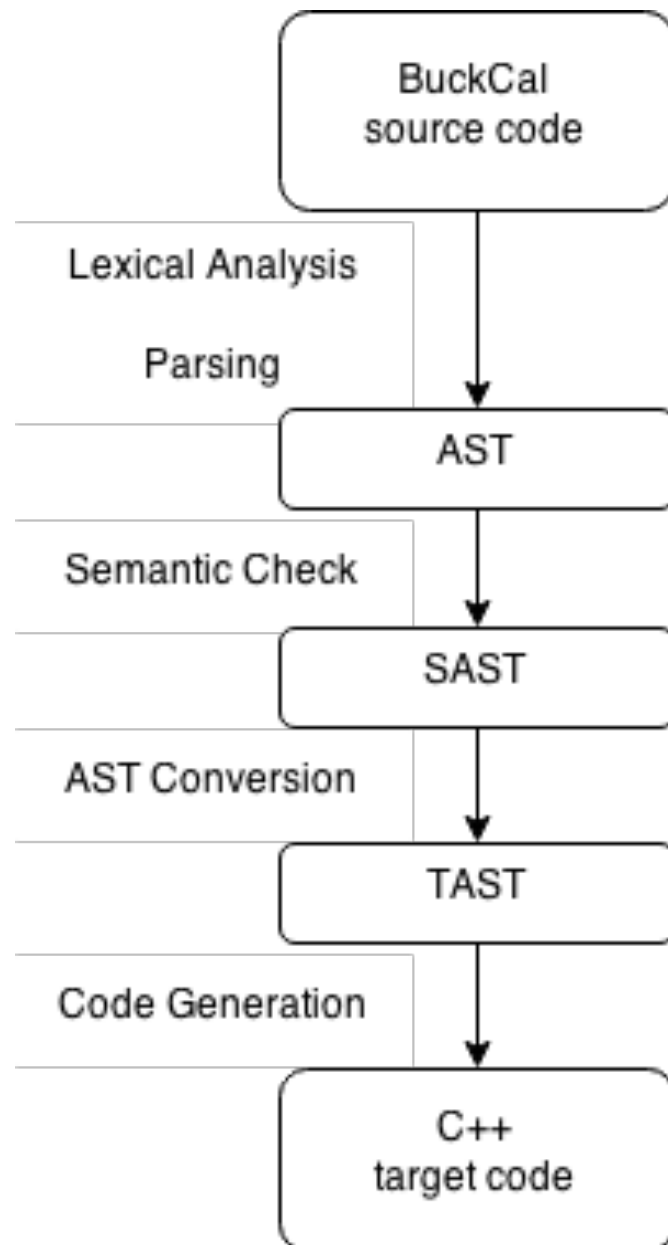 BuckCal
source code
Lexical Analysis
Parsing
AST
Semantic Check
SAST
AST Conversion
TAST
Code Generation
C++
target code